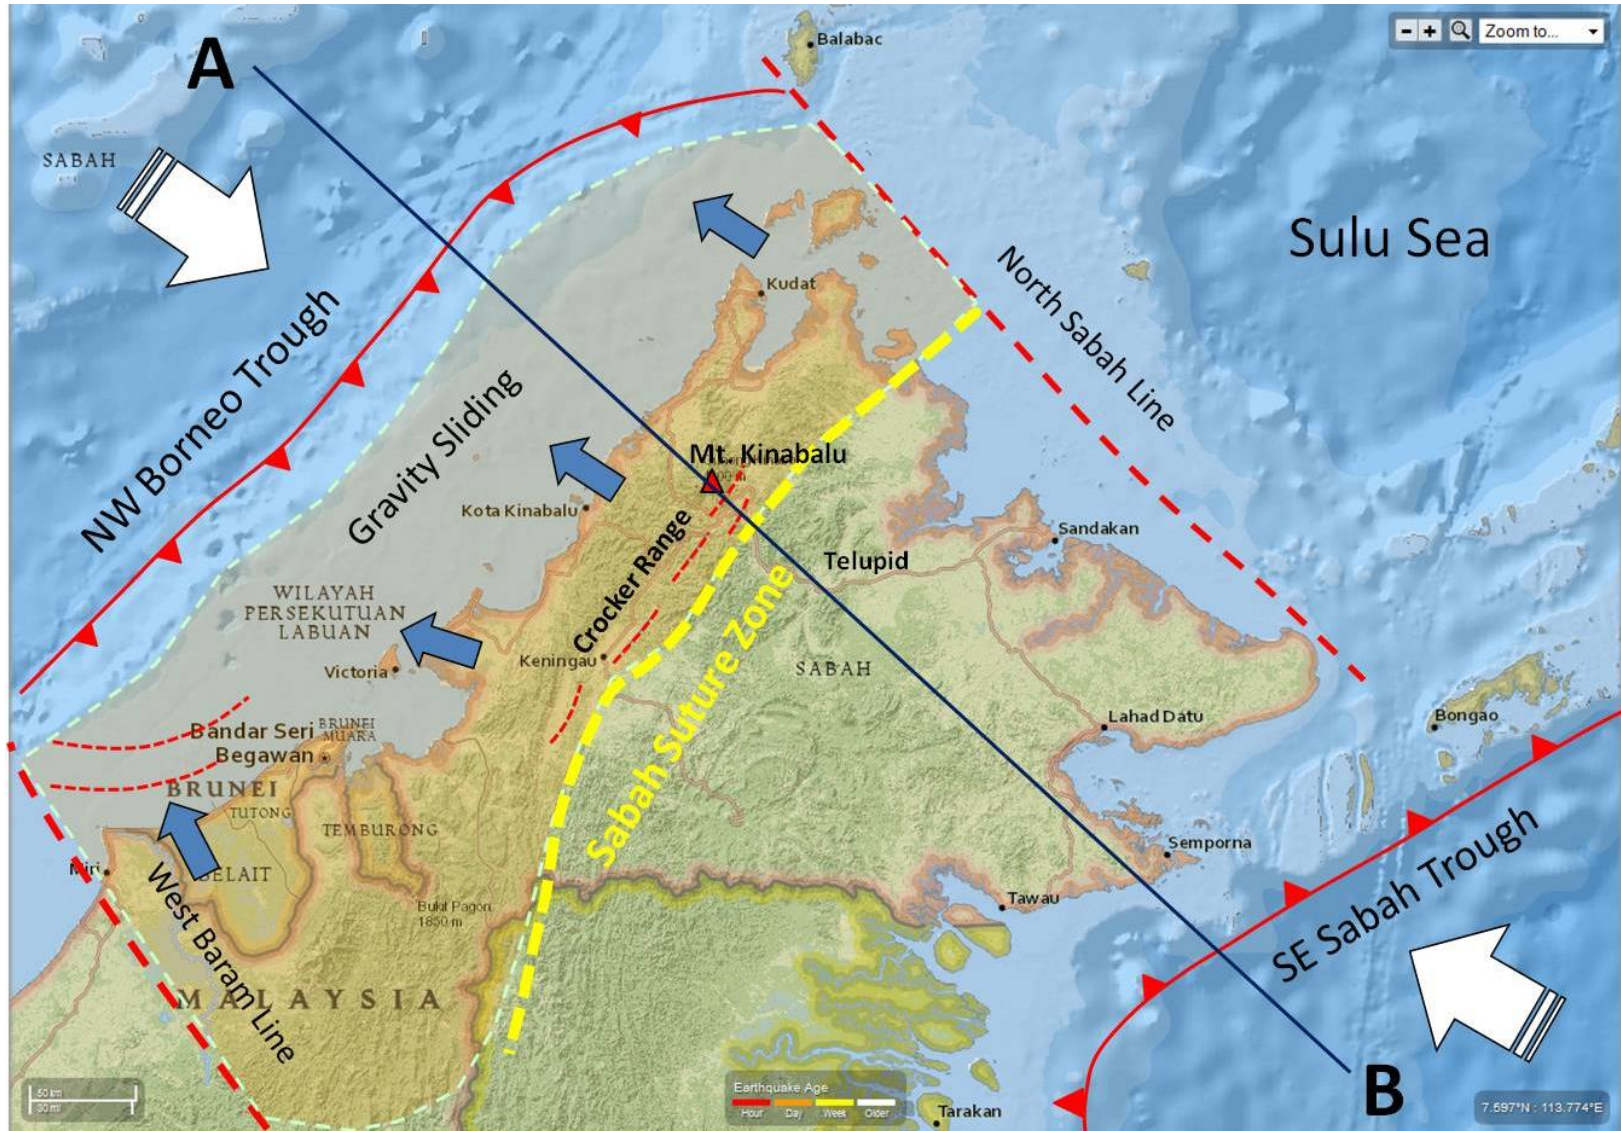 A
Balabac
- +
Zoom to...
SABAH
Sulu Sea
Kudat
North Sabah Line
NW Borneo Trough
Gravity Sliding
Mt. Kinabalu
Kota Kinabalu
Crocker Range
Sandakan
Telupid
WILAYAH
PERSEKUTUAN
LABUAN
Keningau
Victoria
SABAH
Sabah Suture Zone
Lahad Datu
Bongao
Bandar Seri
Begawan
BRUNEI
MUARA
BRUNEI
TUTONG
TEMBURONG
Semporna
SE Sabah Trough
Miri
BELAIT
West Baram Line
Bukit Pagon
1850 m
Tawau
MALAYSIA
50 km
30 mi
Earthquake Age
Hour
Day
Week
Older
Tarakan
B
7.597°N : 113.774°E